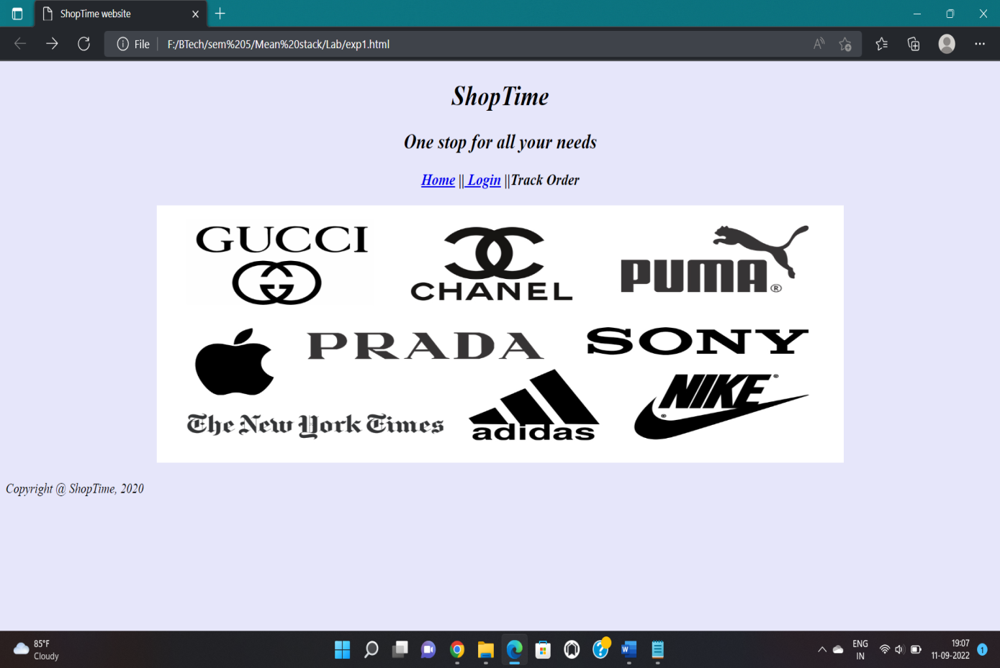 ShopTime website
File F:/BTech/sem%205/Mean%20stack/Lab/exp1.html
ShopTime
One stop for all your needs
Home || Login ||Track Order
GUCCI
CHANEL
PUMA®
PRADA
SONY
NIKE®
®
The New York Times
adidas
Copyright @ ShopTime, 2020
85°F
Cloudy
ENG
IN
19:07
11-09-2022
1